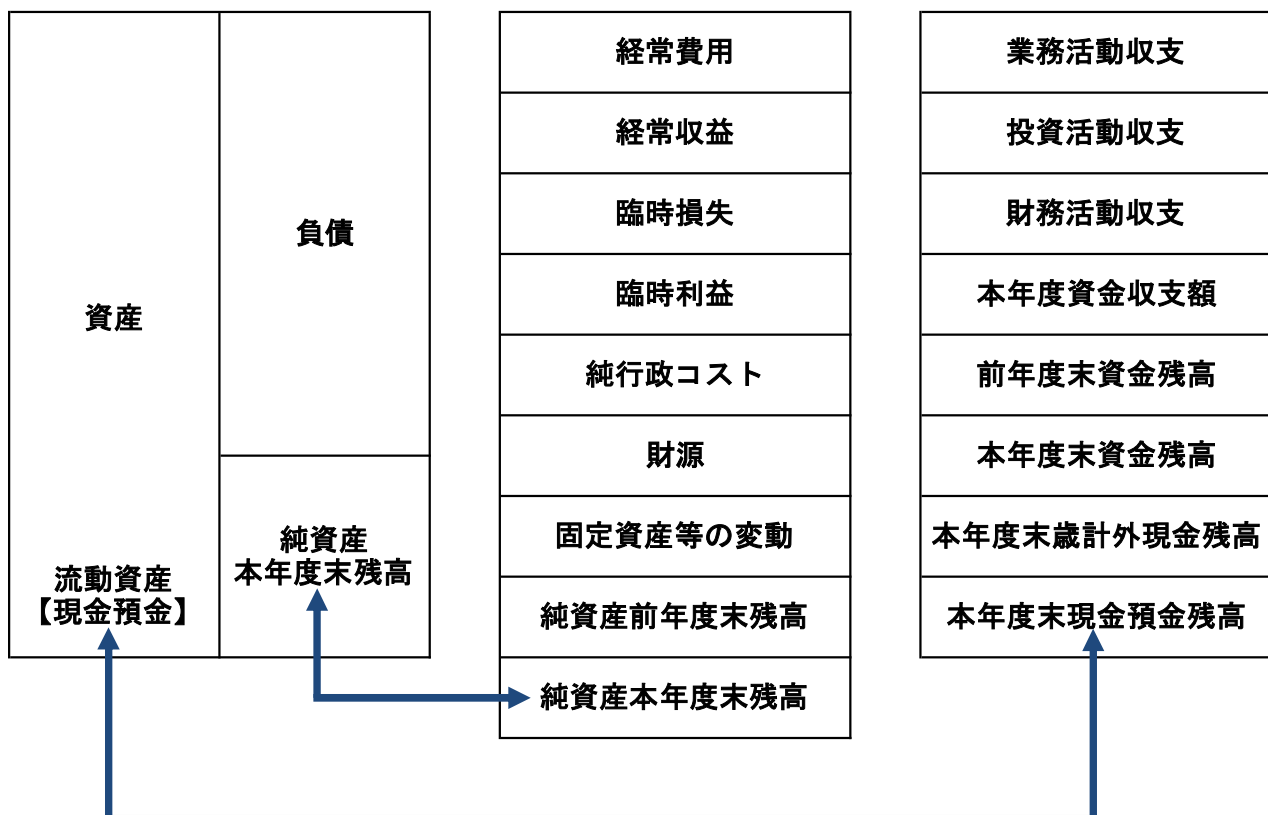 資産
流動資産
【現金預金】
負債
純資産
本年度末残高
経常費用
経常収益
臨時損失
臨時利益
純行政コスト
財源
固定資産等の変動
純資産前年度末残高
純資産本年度末残高
業務活動収支
投資活動収支
財務活動収支
本年度資金収支額
前年度末資金残高
本年度末資金残高
本年度末歳計外現金残高
本年度末現金預金残高